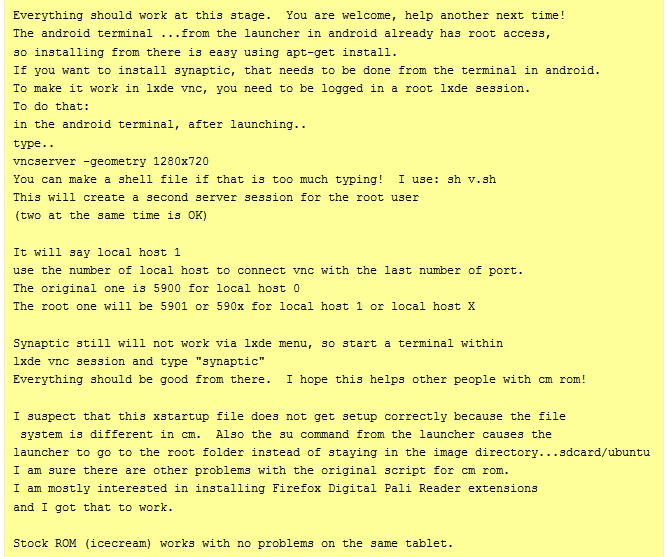 Everything should work at this stage.  You are welcome, help another next time!
The android terminal ...from the launcher in android already has root access,
so installing from there is easy using apt-get install.
If you want to install synaptic, that needs to be done from the terminal in android.
To make it work in lxde vnc, you need to be logged in a root lxde session.
To do that:
in the android terminal, after launching..
type..
vncserver -geometry 1280x720
You can make a shell file if that is too much typing!  I use: sh v.sh
This will create a second server session for the root user
(two at the same time is OK)

It will say local host 1
use the number of local host to connect vnc with the last number of port.
The original one is 5900 for local host 0
The root one will be 5901 or 590x for local host 1 or local host X

Synaptic still will not work via lxde menu, so start a terminal within
lxde vnc session and type "synaptic"
Everything should be good from there.  I hope this helps other people with cm rom!

I suspect that this xstartup file does not get setup correctly because the file
 system is different in cm.  Also the su command from the launcher causes the
launcher to go to the root folder instead of staying in the image directory...sdcard/ubuntu
I am sure there are other problems with the original script for cm rom.
I am mostly interested in installing Firefox Digital Pali Reader extensions
and I got that to work.

Stock ROM (icecream) works with no problems on the same tablet.